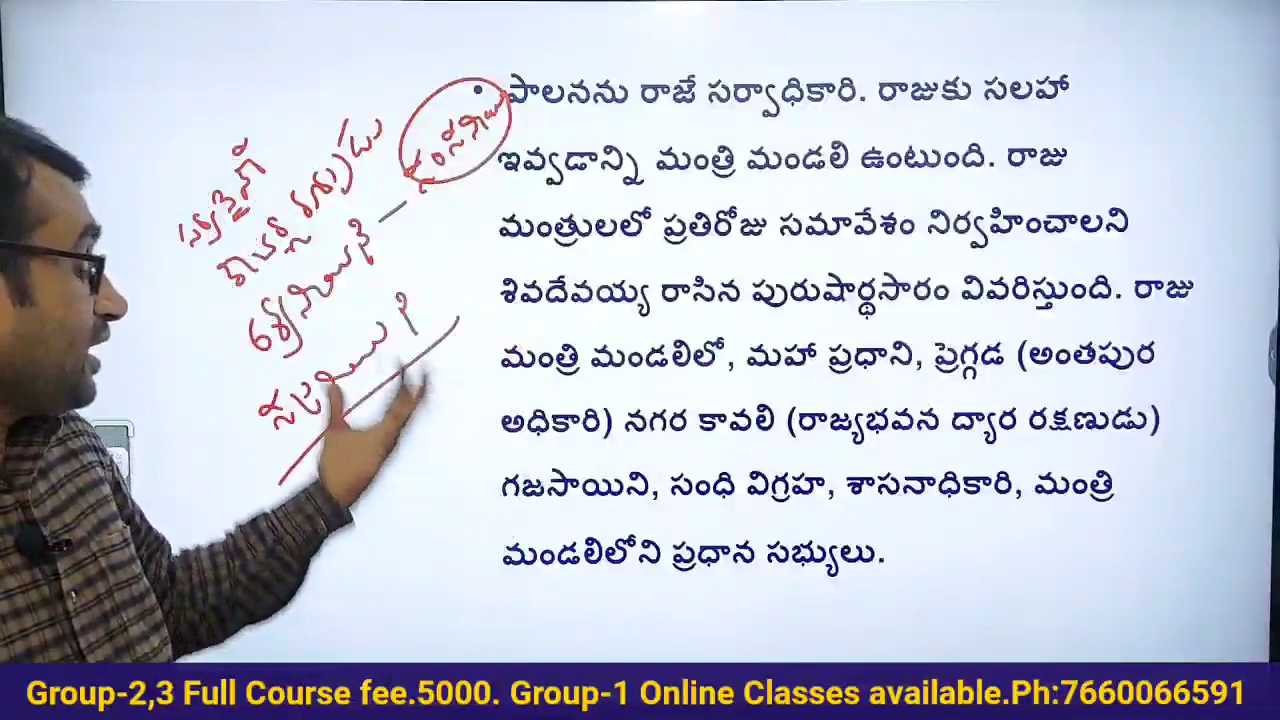 • పాలనను రాజే సర్వాధికారి. రాజుకు సలహా
ఇవ్వడాన్ని మంత్రి మండలి ఉంటుంది. రాజు
మంత్రులలో ప్రతిరోజు సమావేశం నిర్వహించాలని
శివదేవయ్య రాసిన పురుషార్థసారం వివరిస్తుంది. రాజు
మంత్రి మండలిలో, మహా ప్రధాని, ప్రెగ్గడ (అంతపుర
అధికారి) నగర కావలి (రాజ్యభవన ద్యార రక్షణుడు)
గజసాయిని, సంధి విగ్రహ, శాసనాధికారి, మంత్రి
మండలిలోని ప్రధాన సభ్యులు.
Group-2,3 Full Course fee.5000. Group-1 Online Classes available.Ph:7660066591